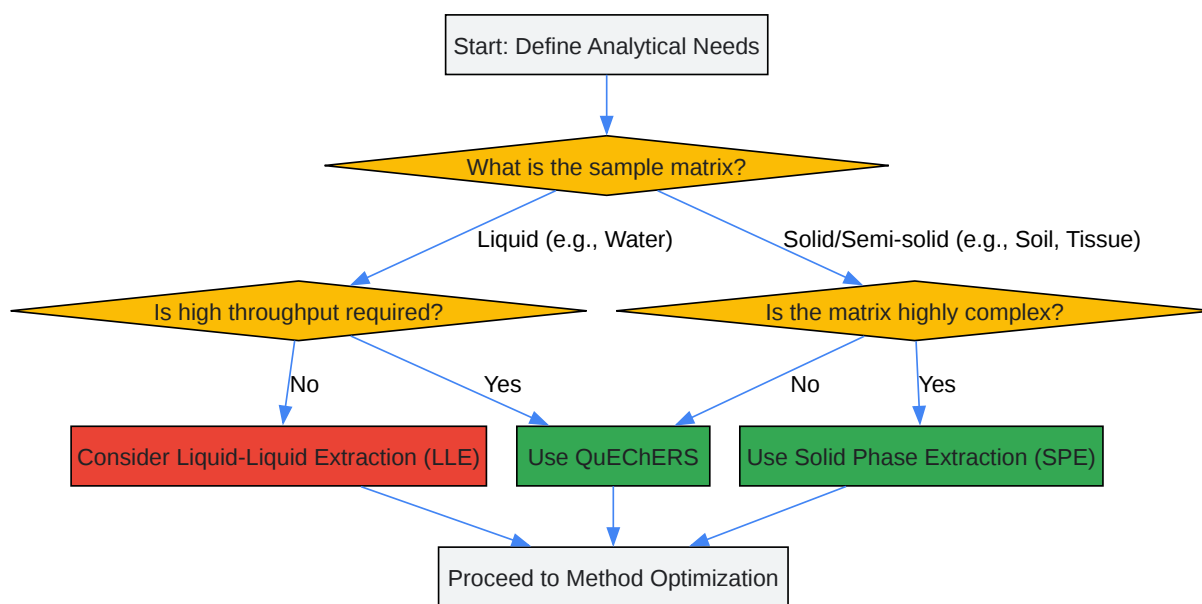 Start: Define Analytical Needs
What is the sample matrix?
Liquid (e.g., Water)
Solid/Semi-solid (e.g., Soil, Tissue)
Is high throughput required?
Is the matrix highly complex?
No
Yes
No
Yes
Consider Liquid-Liquid Extraction (LLE)
Use QuEChERS
Use Solid Phase Extraction (SPE)
Proceed to Method Optimization